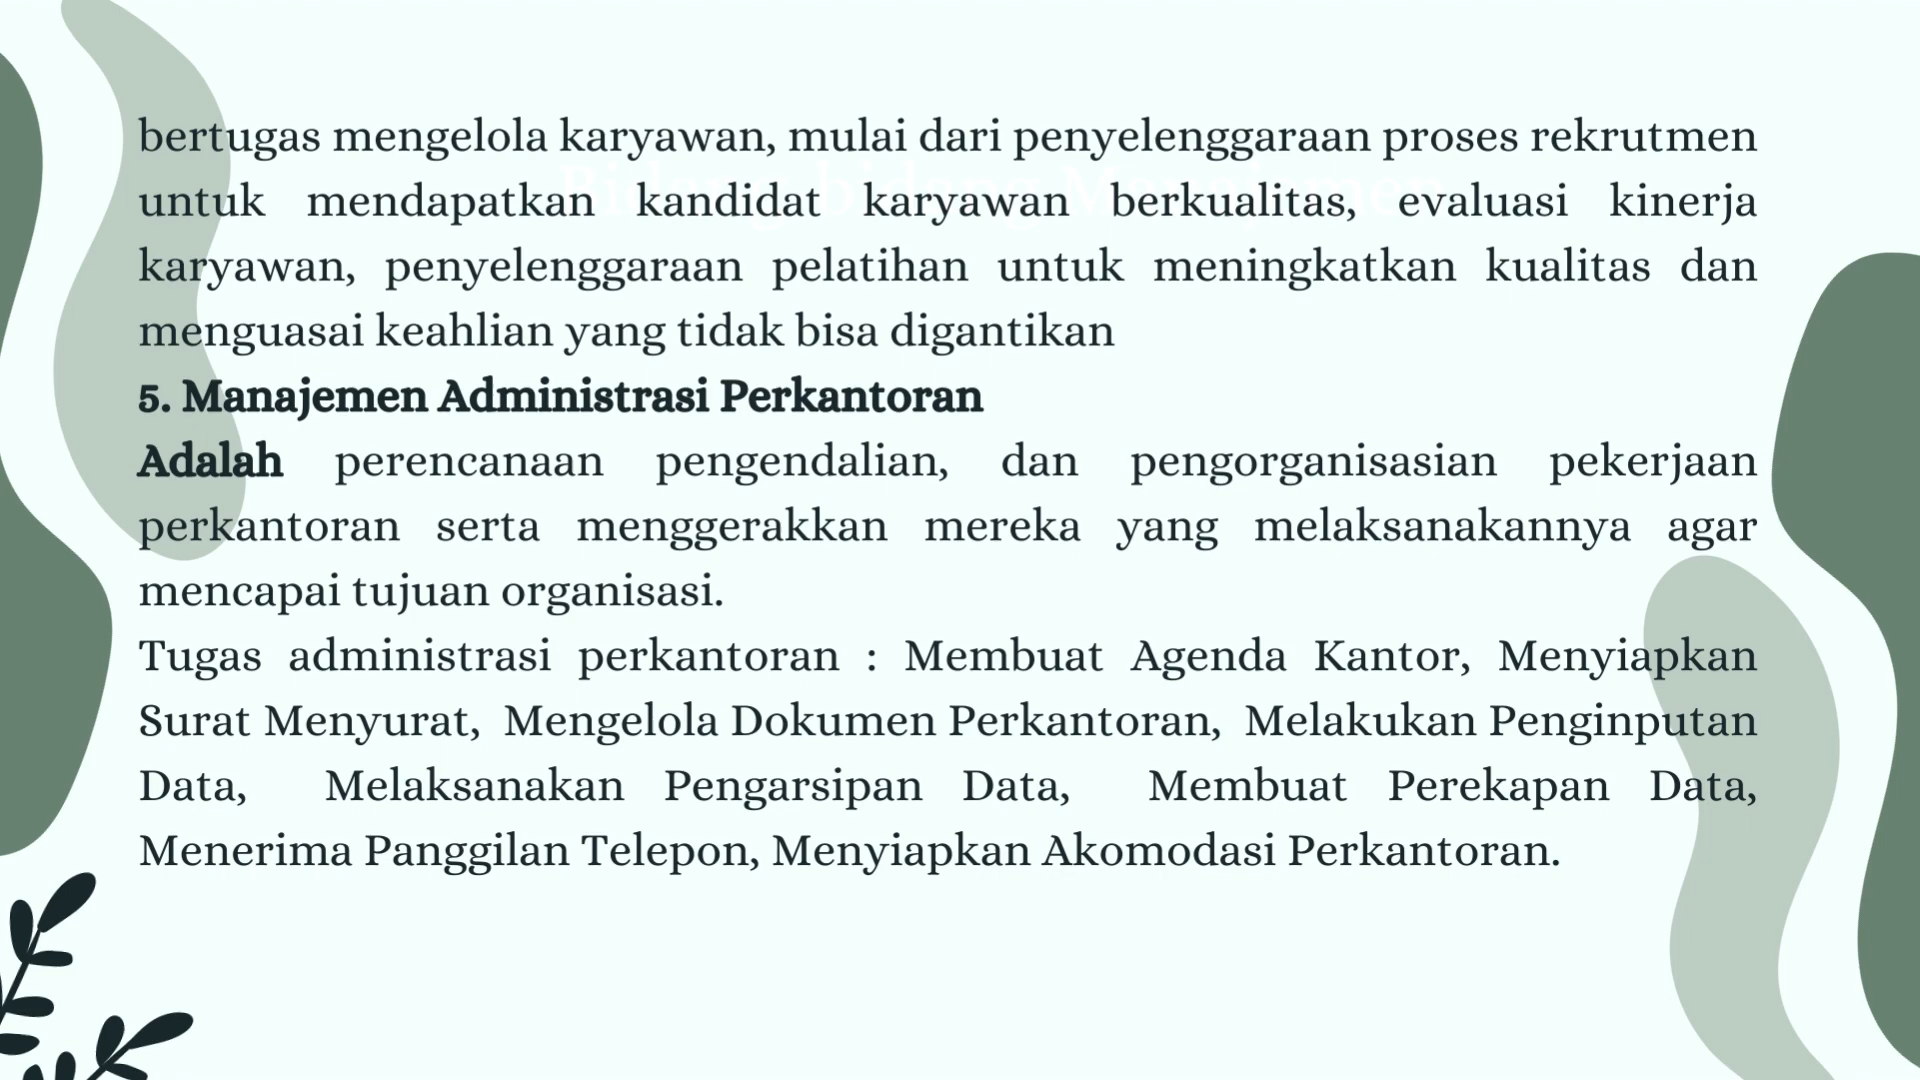 bertugas mengelola karyawan, mulai dari penyelenggaraan proses rekrutmen
untuk mendapatkan kandidat karyawan berkualitas, evaluasi kinerja
karyawan, penyelenggaraan pelatihan untuk meningkatkan kualitas dan
menguasai keahlian yang tidak bisa digantikan
5. Manajemen Administrasi Perkantoran
Adalah perencanaan pengendalian, dan pengorganisasian pekerjaan
perkantoran serta menggerakkan mereka yang melaksanakannya agar
mencapai tujuan organisasi.
Tugas administrasi perkantoran : Membuat Agenda Kantor, Menyiapkan
Surat Menyurat, Mengelola Dokumen Perkantoran, Melakukan Penginputan
Data, Melaksanakan Pengarsipan Data, Membuat Perekapan Data,
Menerima Panggilan Telepon, Menyiapkan Akomodasi Perkantoran.